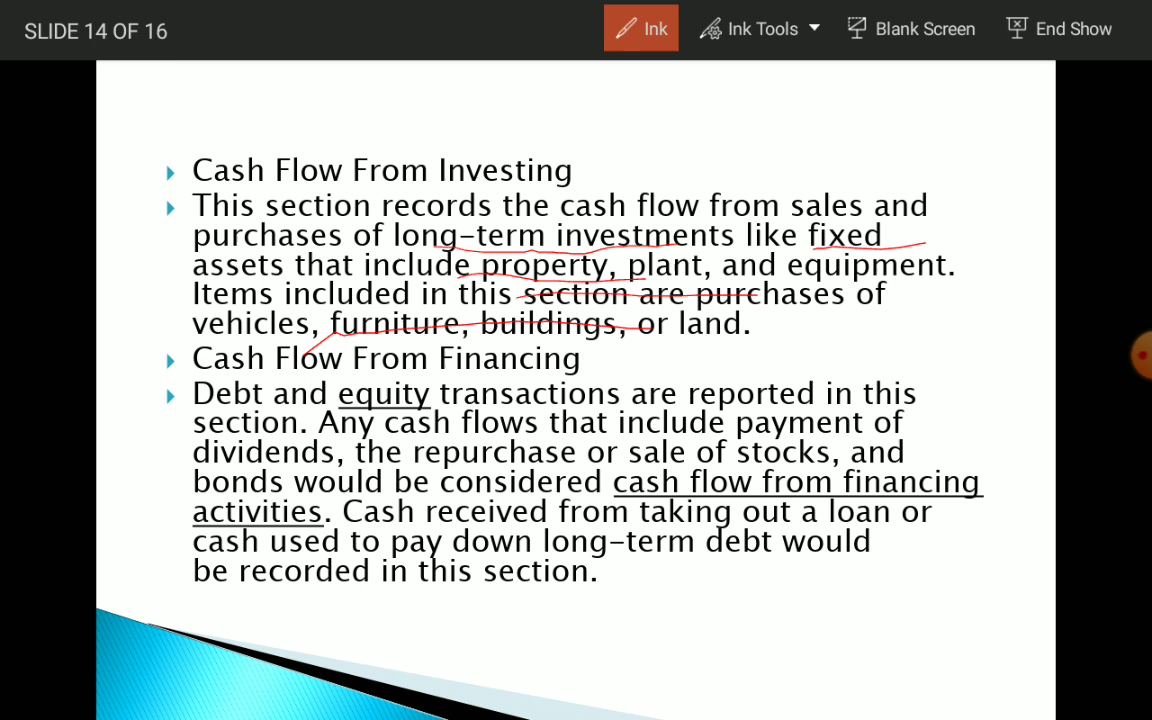 SLIDE 14 OF 16
Ink
Ink Tools
Blank Screen
End Show
Cash Flow From Investing
This section records the cash flow from sales and
purchases of long-term investments like fixed
assets that include property, plant, and equipment.
Items included in this section are purchases of
vehicles, furniture, buildings, or land.
Cash Flow From Financing
Debt and equity transactions are reported in this
section. Any cash flows that include payment of
dividends, the repurchase or sale of stocks, and
bonds would be considered cash flow from financing
activities. Cash received from taking out a loan or
cash used to pay down long-term debt would
be recorded in this section.